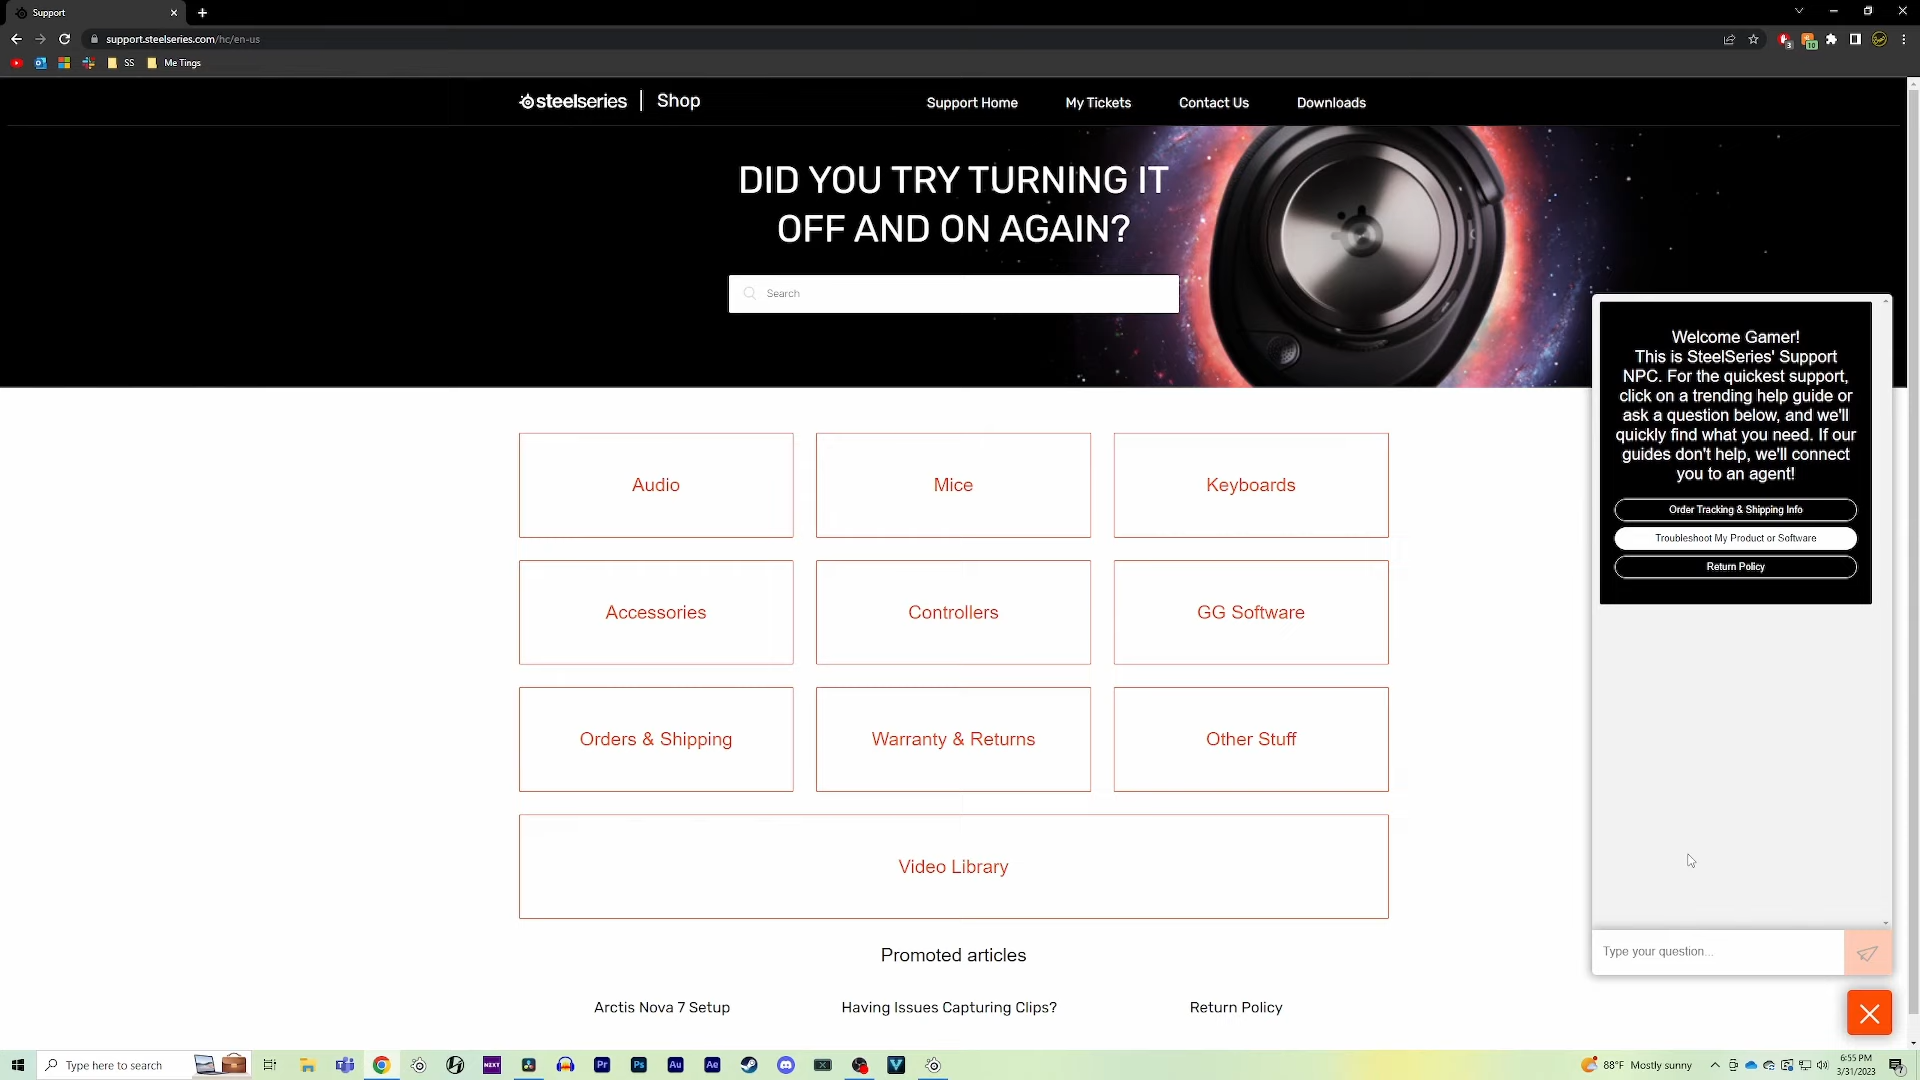 Support
support.steelseries.com/hc/en-us
SS
Me Tings
steelseries | Shop
Support Home
My Tickets
Contact Us
Downloads
DID YOU TRY TURNING IT
OFF AND ON AGAIN?
Search
Welcome Gamer!
This is SteelSeries' Support
NPC. For the quickest support,
click on a trending help guide or
ask a question below, and we'll
quickly find what you need. If our
guides don't help, we'll connect
you to an agent!
Order Tracking & Shipping Info
Troubleshoot My Product or Software
Return Policy
Audio
Mice
Keyboards
Accessories
Controllers
GG Software
Orders & Shipping
Warranty & Returns
Other Stuff
Video Library
Type your question...
Promoted articles
Arctis Nova 7 Setup
Having Issues Capturing Clips?
Return Policy
Type here to search
NEXT
Pr
Ps
Au
Ae
88°F Mostly sunny
6:55 PM
3/31/2023